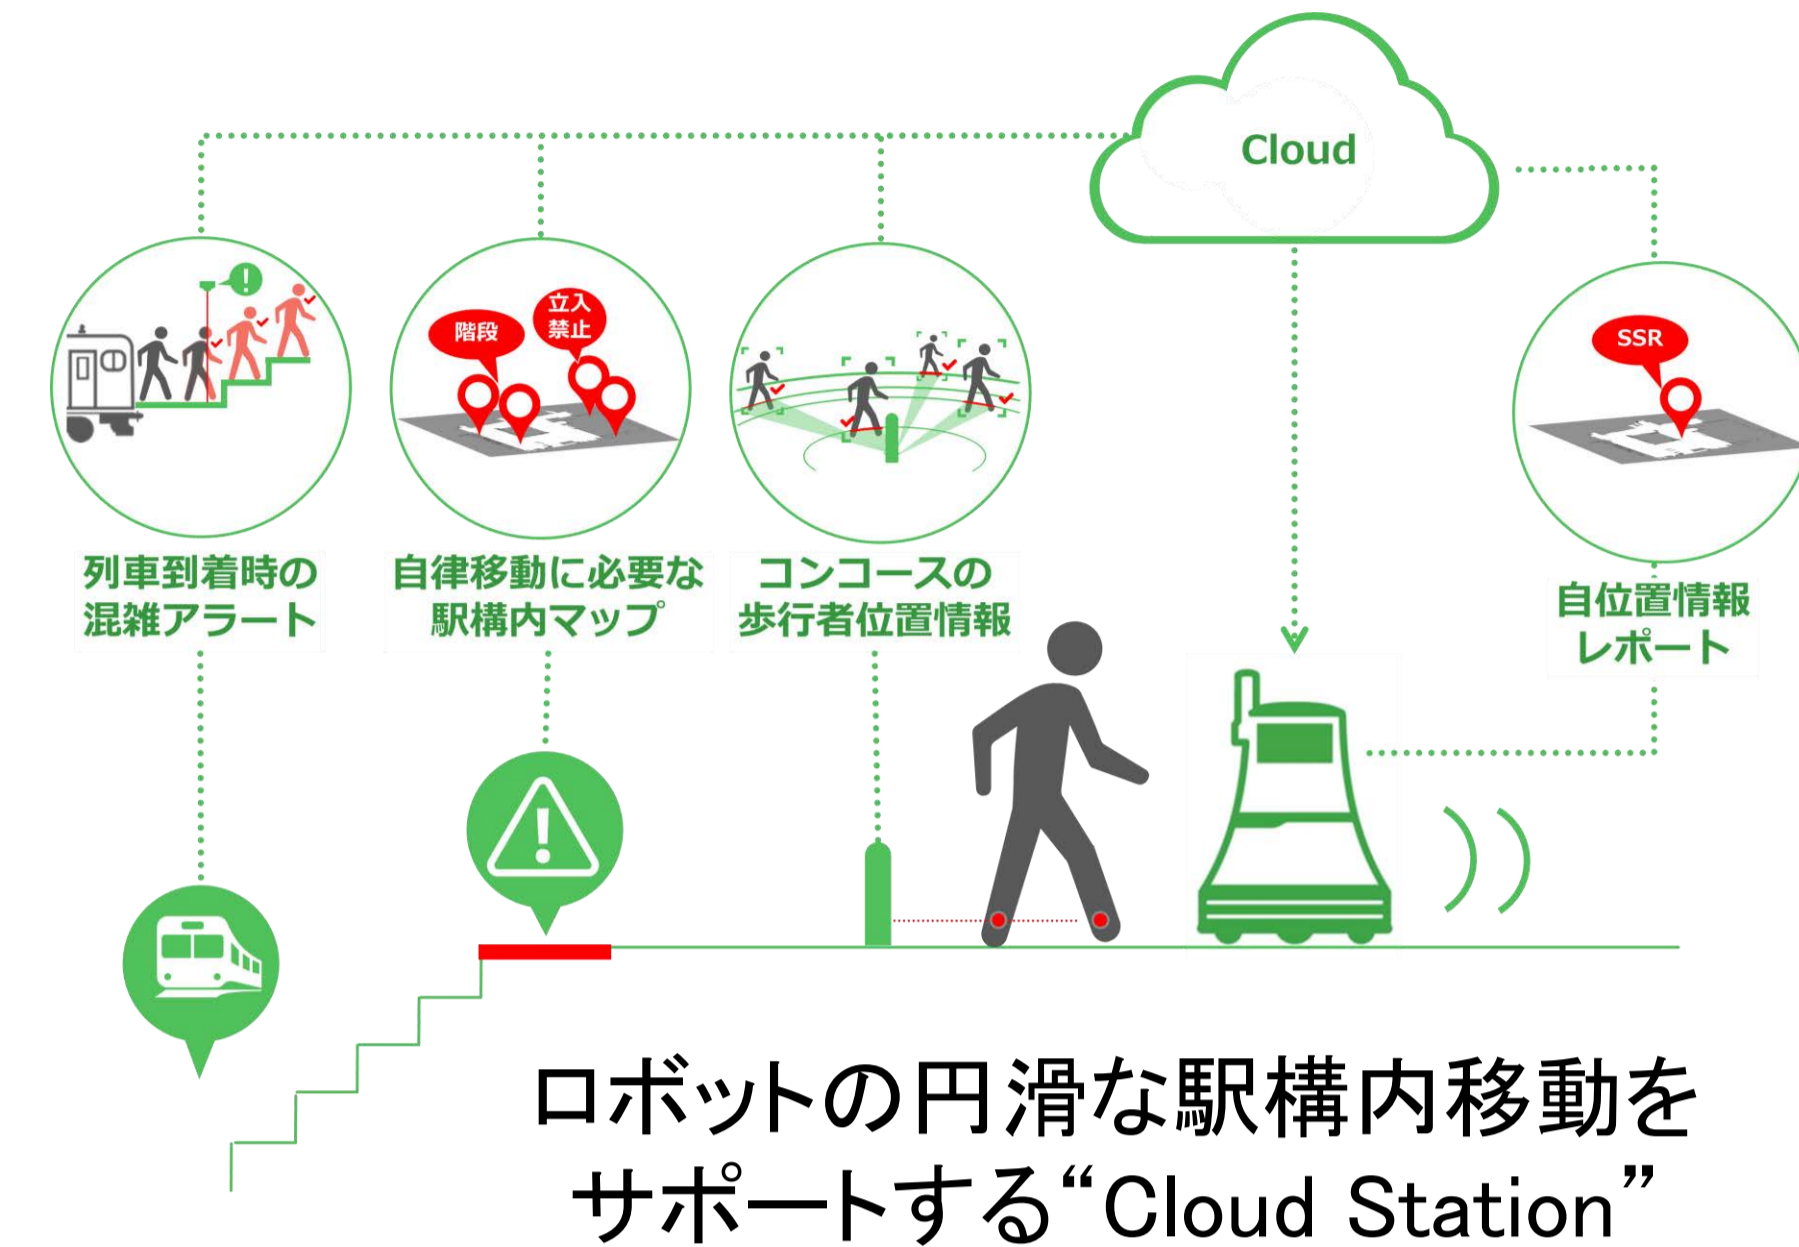 Cloud
階段
立入
禁止
SSR
列車到着時の
混雑アラート
自律移動に必要な
駅構内マップ
コンコースの
歩行者位置情報
自位置情報
レポート
ロボットの円滑な駅構内移動を
サポートする“Cloud Station”